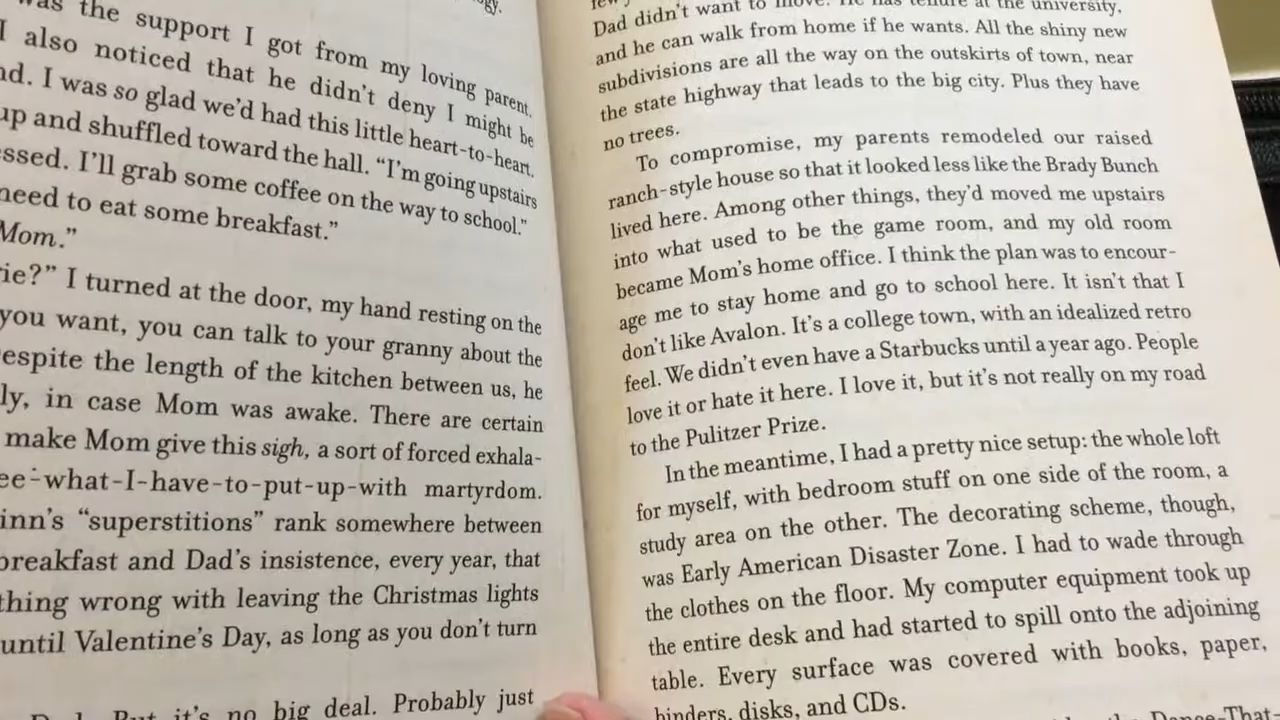 was the support I got from my loving parent.
I also noticed that he didn't deny I might be
I was so glad we'd had this little heart-to-heart.
up and shuffled toward the hall. "I'm going upstairs
I'll grab some coffee on the way to school."
need to eat some breakfast."
Mom."
I turned at the door, my hand resting on the
you want, you can talk to your granny about the
the length of the kitchen between us, he
in case Mom was awake. There are certain
make Mom give this sigh, a sort of forced exhala-
-what-I-have-to-put-up-with martyrdom.
"superstitions" rank somewhere between
breakfast and Dad's insistence, every year, that
thing wrong with leaving the Christmas lights
until Valentine's Day, as long as you don't turn
But it's no big deal. Probably just
Dad didn't want to move. He has tenure at the university,
and he can walk from home if he wants. All the shiny new
subdivisions are all the way on the outskirts of town, near
the state highway that leads to the big city. Plus they have
no trees.
To compromise, my parents remodeled our raised
ranch-style house so that it looked less like the Brady Bunch
lived here. Among other things, they'd moved me upstairs
into what used to be the game room, and my old room
became Mom's home office. I think the plan was to encour-
age me to stay home and go to school here. It isn't that I
don't like Avalon. It's a college town, with an idealized retro
feel. We didn't even have a Starbucks until a year ago. People
love it or hate it here. I love it, but it's not really on my road
to the Pulitzer Prize.
In the meantime, I had a pretty nice setup: the whole loft
for myself, with bedroom stuff on one side of the room, a
study area on the other. The decorating scheme, though,
was Early American Disaster Zone. I had to wade through
the clothes on the floor. My computer equipment took up
the entire desk and had started to spill onto the adjoining
table. Every surface was covered with books, paper,
binders, disks, and CDs.